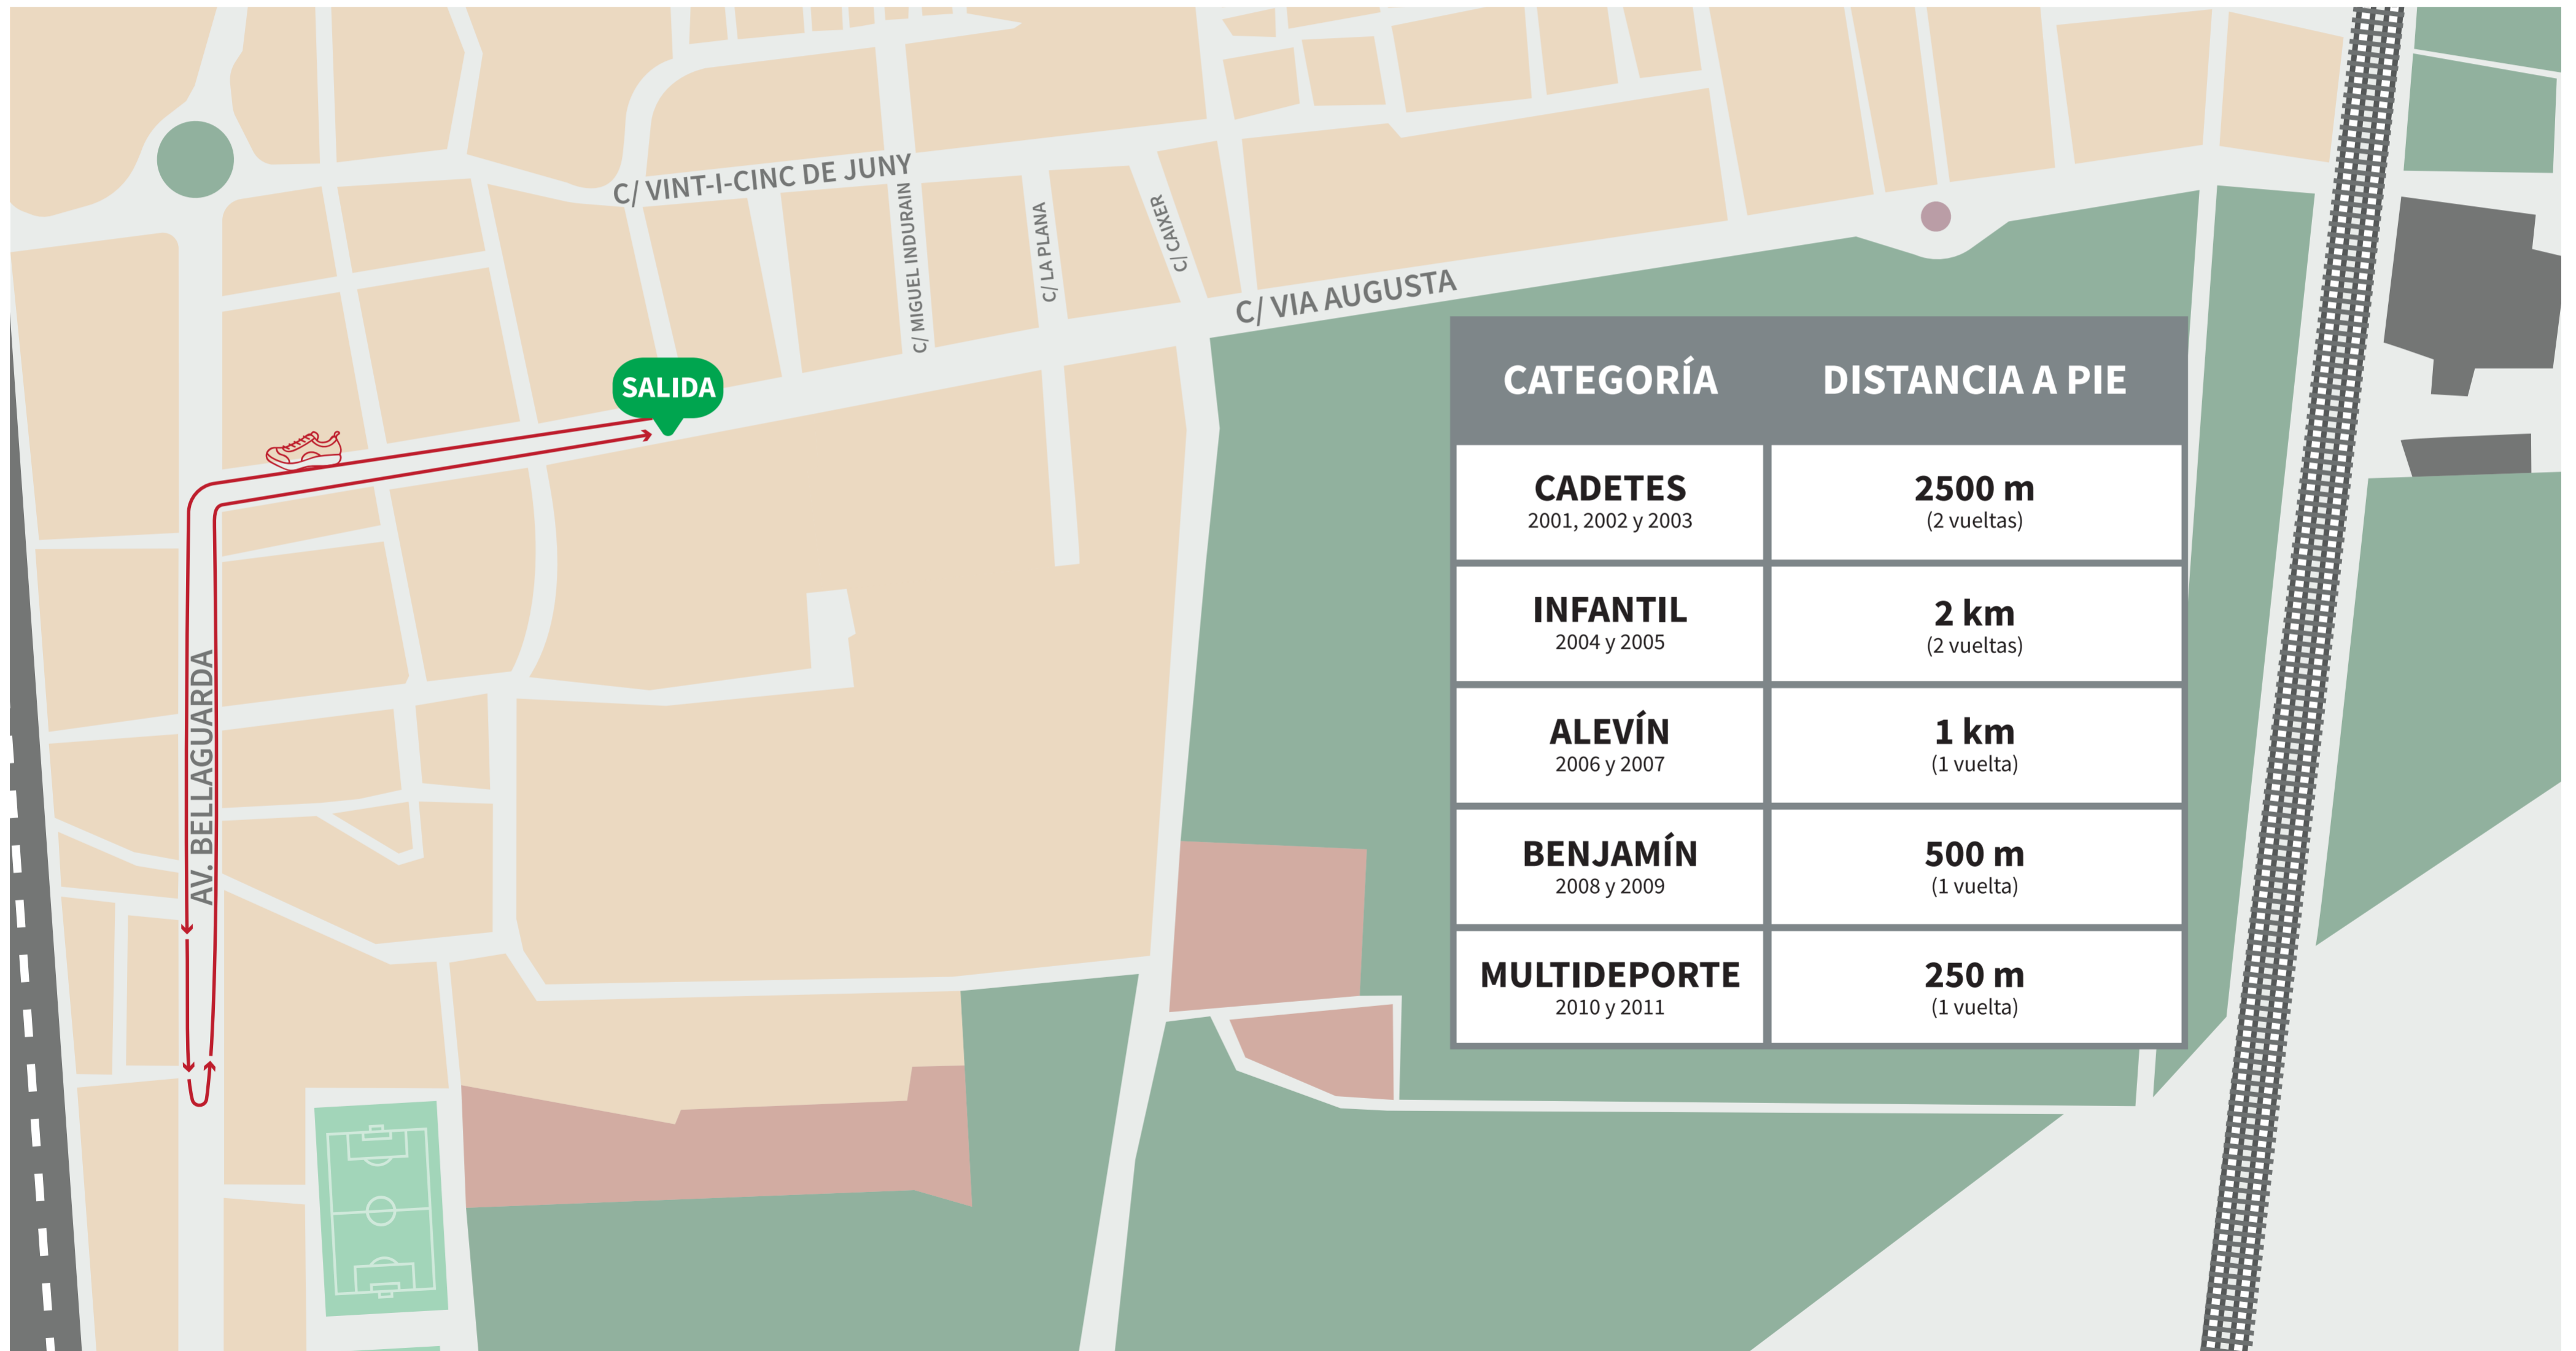 C/ VINT-I-CINC DE JUNY
C/ MIGUEL INDURAIN
C/ LA PLANA
C/ CAIXER
C/ VIA AUGUSTA
SALIDA
AV. BELLAGUARDA
CATEGORÍA DISTANCIA A PIE
CADETES 2500 m
2001, 2002 y 2003 (2 vueltas)
INFANTIL 2 km
2004 y 2005 (2 vueltas)
ALEVÍN 1 km
2006 y 2007 (1 vuelta)
BENJAMÍN 500 m
2008 y 2009 (1 vuelta)
MULTIDEPORTE 250 m
2010 y 2011 (1 vuelta)